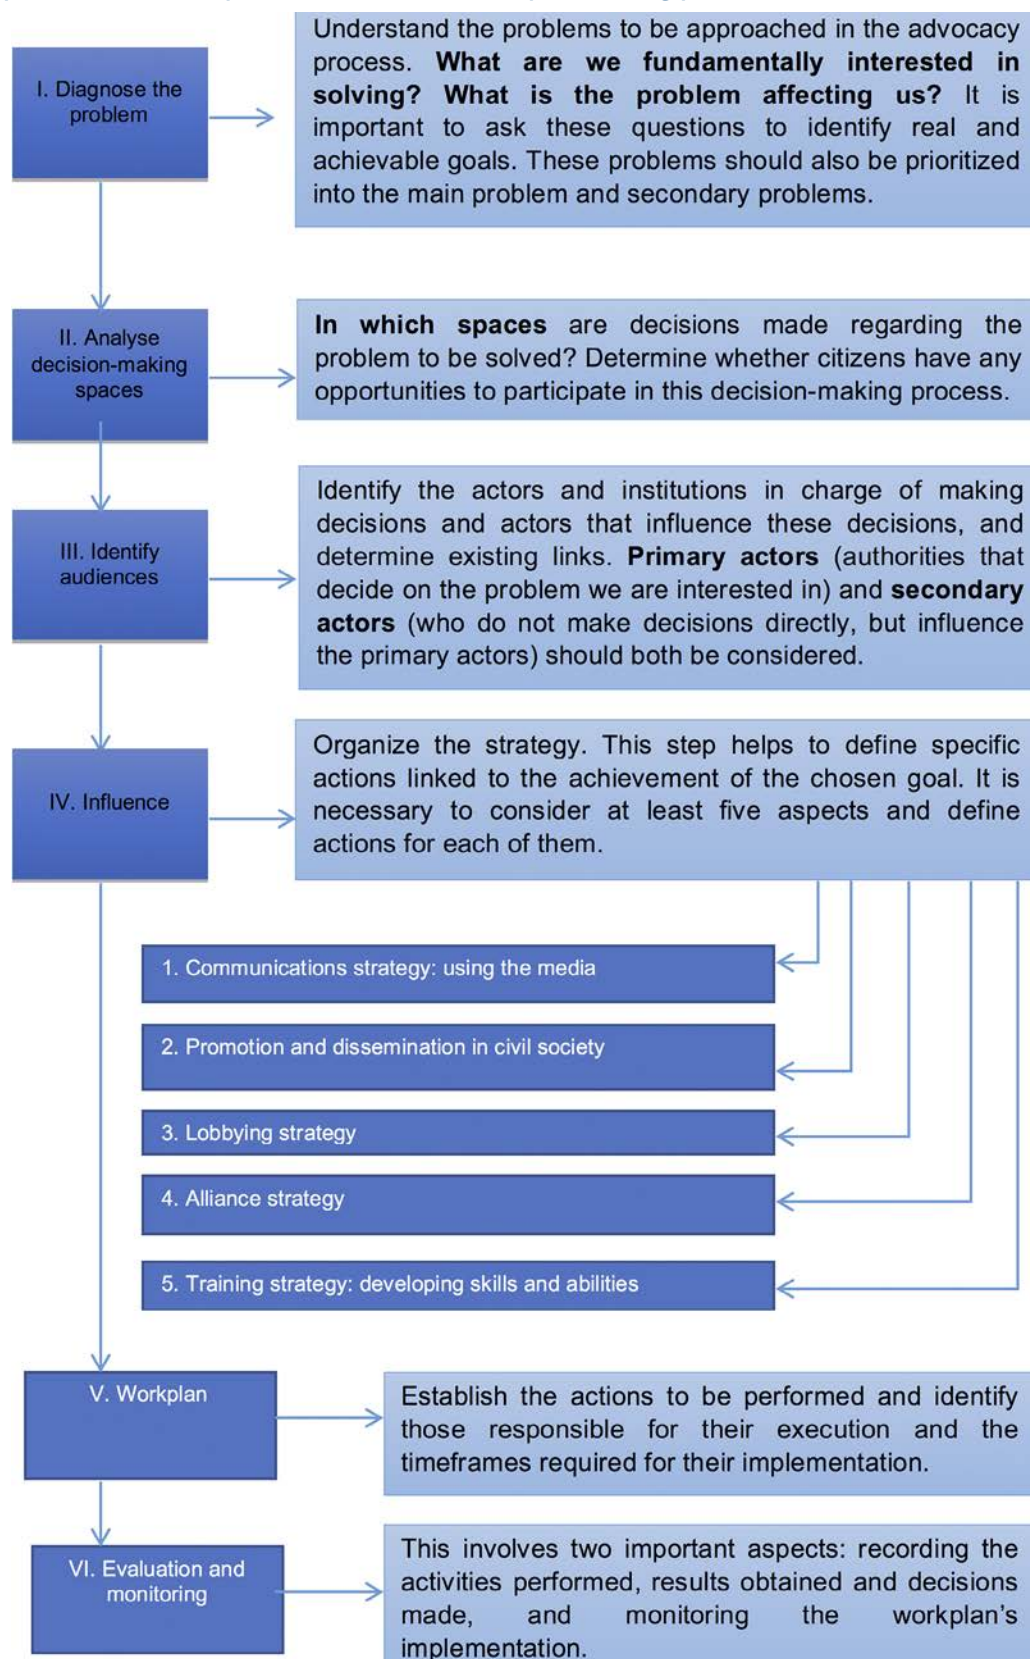 I. Diagnose the
problem
Understand the problems to be approached in the advocacy
process. What are we fundamentally interested in
solving? What is the problem affecting us? It is
important to ask these questions to identify real and
achievable goals. These problems should also be prioritized
into the main problem and secondary problems.
II. Analyse
decision-making
spaces
In which spaces are decisions made regarding the
problem to be solved? Determine whether citizens have any
opportunities to participate in this decision-making process.
III. Identify
audiences
Identify the actors and institutions in charge of making
decisions and actors that influence these decisions, and
determine existing links. Primary actors (authorities that
decide on the problem we are interested in) and secondary
actors (who do not make decisions directly, but influence
the primary actors) should both be considered.
IV. Influence
Organize the strategy. This step helps to define specific
actions linked to the achievement of the chosen goal. It is
necessary to consider at least five aspects and define
actions for each of them.
1. Communications strategy: using the media
2. Promotion and dissemination in civil society
3. Lobbying strategy
4. Alliance strategy
5. Training strategy: developing skills and abilities
V. Workplan
Establish the actions to be performed and identify
those responsible for their execution and the
timeframes required for their implementation.
VI. Evaluation and
monitoring
This involves two important aspects: recording the
activities performed, results obtained and decisions
made, and monitoring the workplan's
implementation.